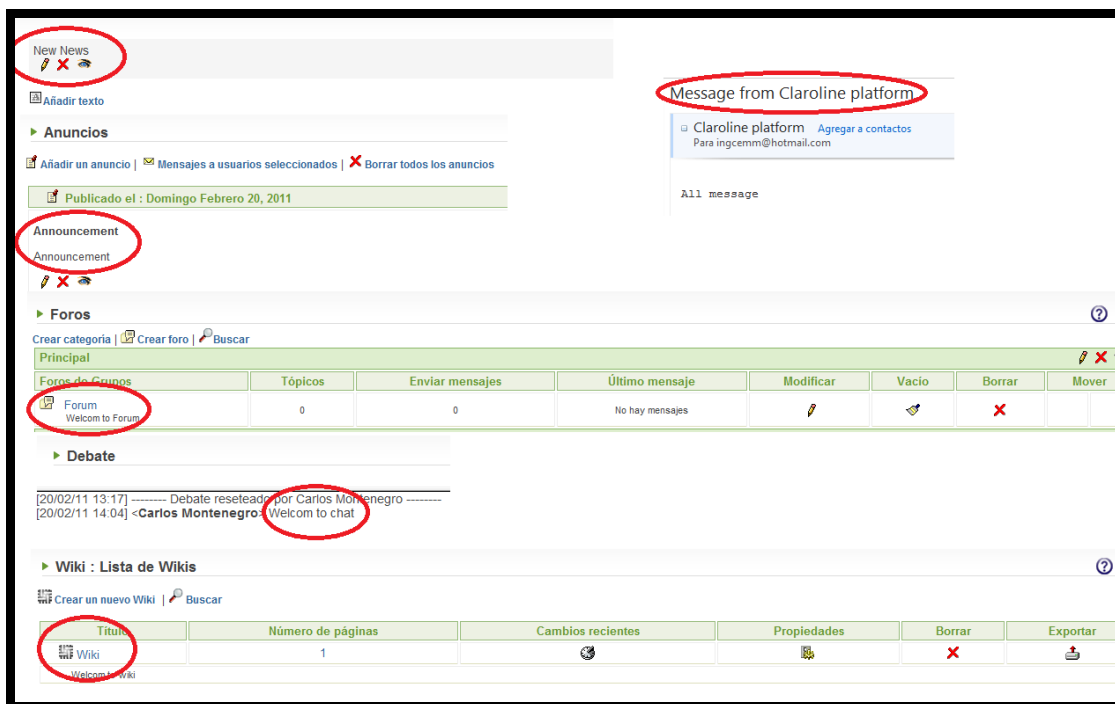 New News
Añadir texto
Anuncios
Añadir un anuncio | Mensajes a usuarios seleccionados | Borrar todos los anuncios
Publicado el : Domingo Febrero 20, 2011
Announcement
Announcement
Message from Claroline platform
Claroline platform Agregar a contactos
Para ingcemm@hotmail.com
All message
Foros
Crear categoria | Crear foro | Buscar
Principal
Foros de Grupos Tópicos Enviar mensajes Último mensaje Modificar Vacío Borrar Mover
Forum 0 0 No hay mensajes
Welcom to Forum
Debate
[20/02/11 13:17] -------- Debate reseteado por Carlos Montenegro --------
[20/02/11 14:04] <Carlos Montenegro> Welcom to chat
Wiki : Lista de Wikis
Crear un nuevo Wiki | Buscar
Título Número de páginas Cambios recientes Propiedades Borrar Exportar
Wiki 1
Welcom to wiki